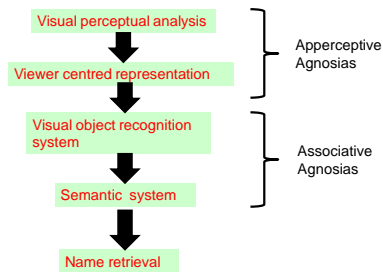 Visual perceptual analysis
Apperceptive
Agnosias
Viewer centred representation
Visual object recognition
system
Associative
Agnosias
Semantic system
Name retrieval